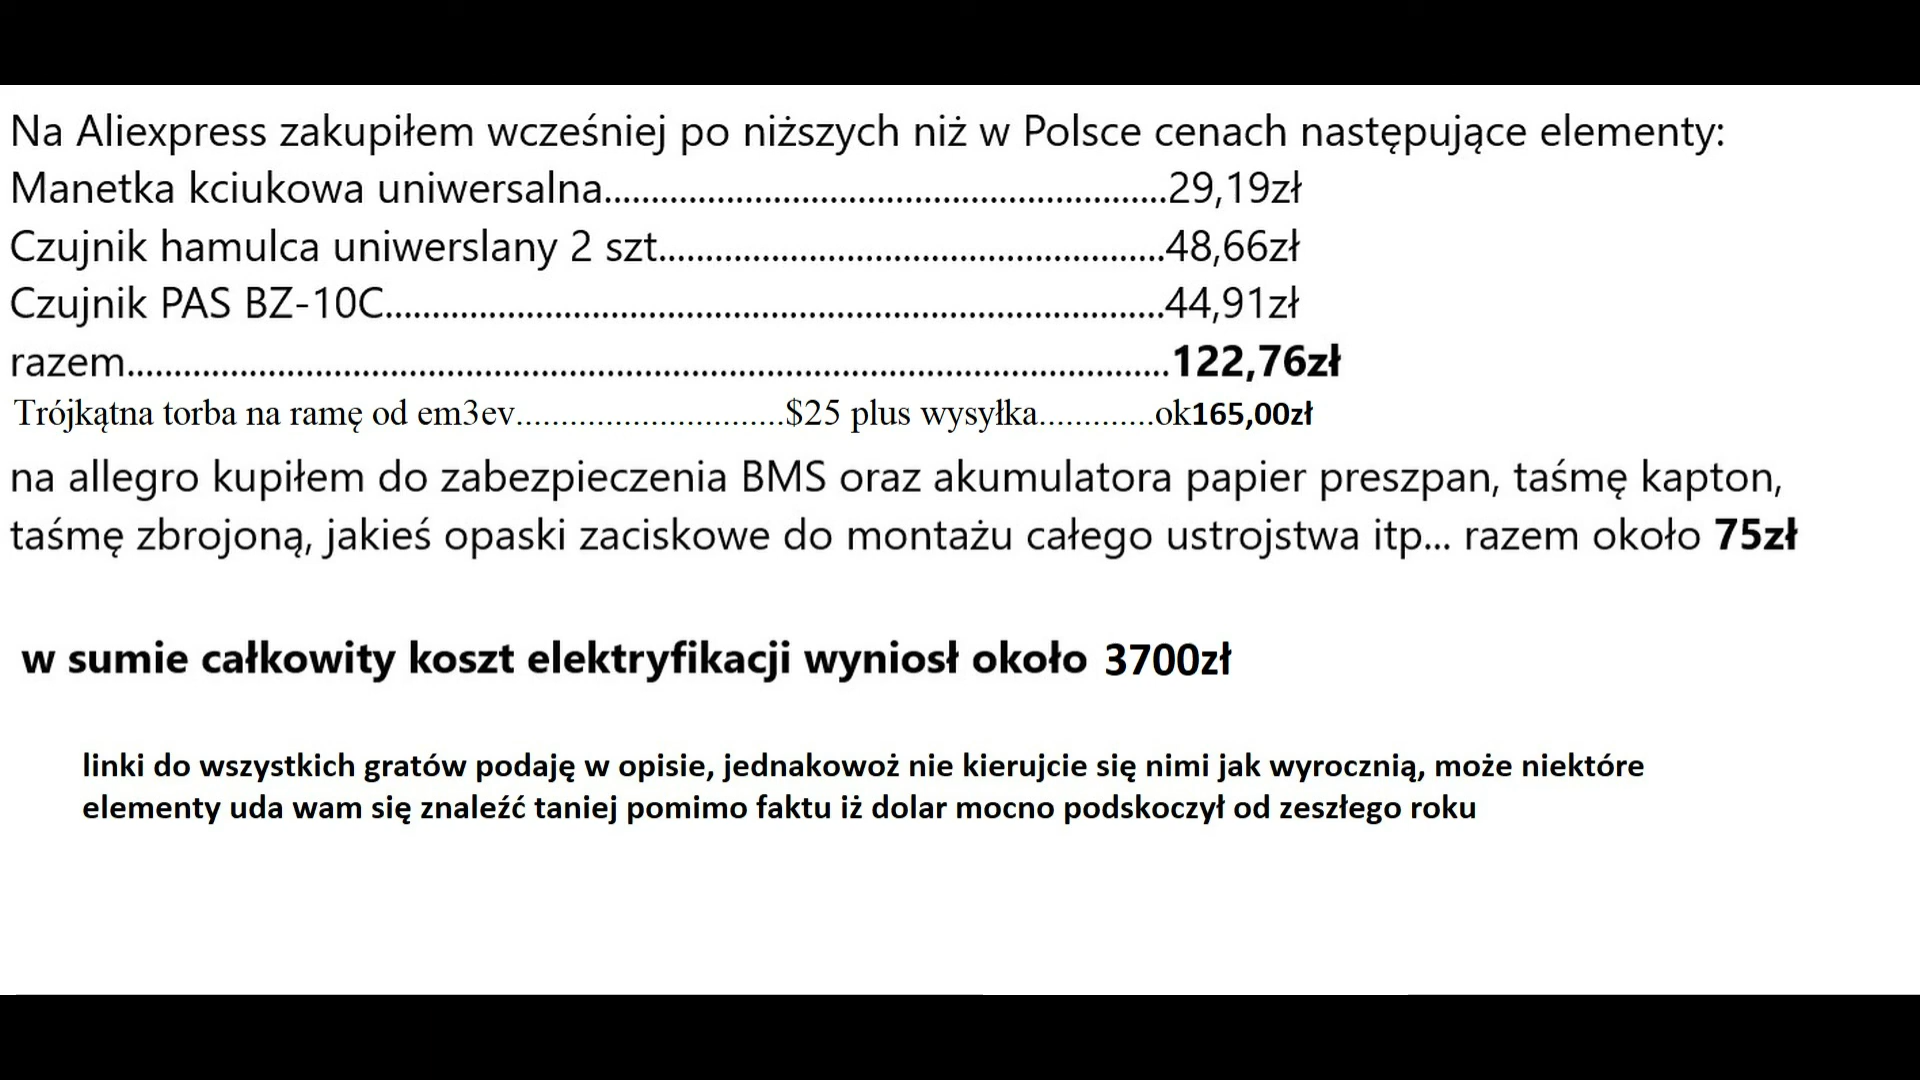 Na Aliexpress zakupiłem wcześniej po niższych niż w Polsce cenach następujące elementy:
Manetka kciukowa uniwersalna............................................................29,19zł
Czujnik hamulca uniwerslany 2 szt......................................................48,66zł
Czujnik PAS BZ-10C...................................................................................44,91zł
razem...............................................................................................................122,76zł
Trójkątna torba na ramę od em3ev..............................$25 plus wysyłka.............ok165,00zł
na allegro kupiłem do zabezpieczenia BMS oraz akumulatora papier preszpan, taśmę kapton,
taśmę zbrojoną, jakieś opaski zaciskowe do montażu całego ustrojstwa itp... razem około 75zł
w sumie całkowity koszt elektryfikacji wyniosł około 3700zł
linki do wszystkich gratów podaję w opisie, jednakowoż nie kierujcie się nimi jak wyrocznią, może niektóre
elementy uda wam się znaleźć taniej pomimo faktu iż dolar mocno podskoczył od zeszłego roku